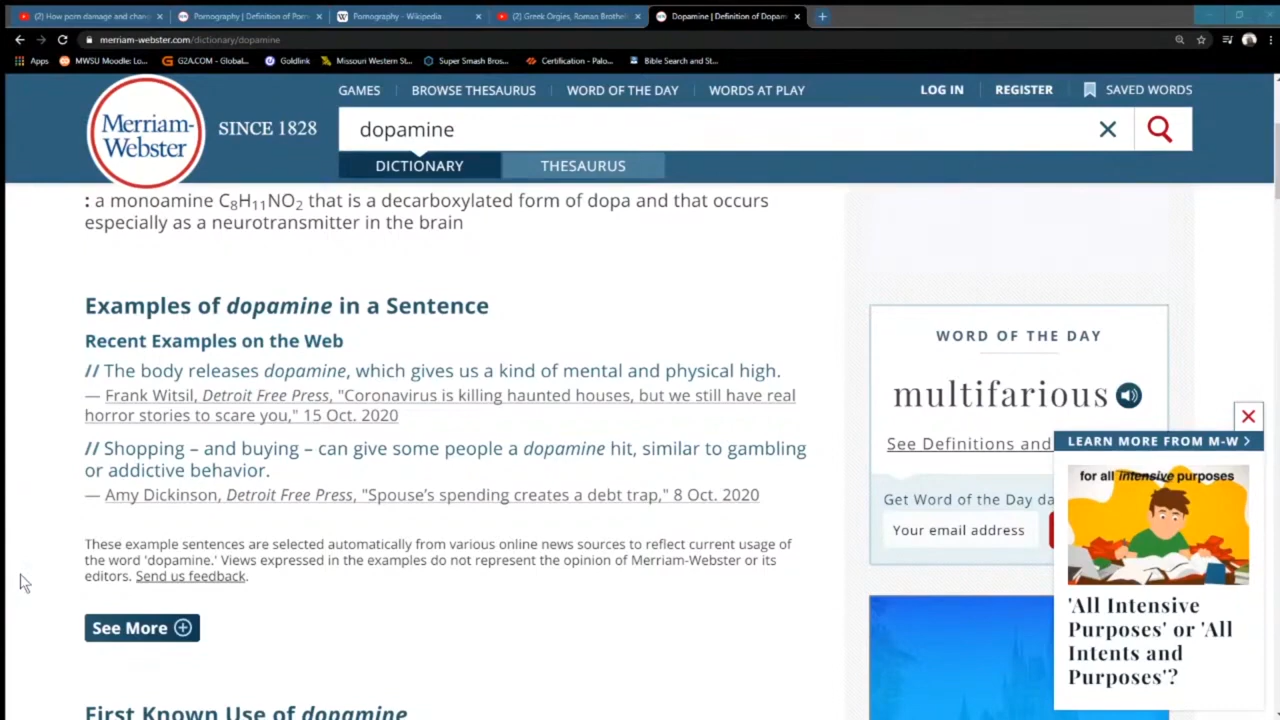 (2) How porn damage and chang
Pornography | Definition of Porn
Pornography - Wikipedia
(2) Greek Orgies, Roman Brothel
Dopamine | Definition of Dopam
merriam-webster.com/dictionary/dopamine
Apps
MWSU Moodle: Lo...
G2A.COM - Global...
Goldlink
Missouri Western St...
Super Smash Bros...
Certification - Palo...
Bible Search and St...
GAMES
BROWSE THESAURUS
WORD OF THE DAY
WORDS AT PLAY
LOG IN
REGISTER
SAVED WORDS
Merriam-
Webster
SINCE 1828
dopamine
DICTIONARY
THESAURUS
: a monoamine C₈H₁₁NO₂ that is a decarboxylated form of dopa and that occurs
especially as a neurotransmitter in the brain
Examples of dopamine in a Sentence
Recent Examples on the Web
// The body releases dopamine, which gives us a kind of mental and physical high.
— Frank Witsil, Detroit Free Press, "Coronavirus is killing haunted houses, but we still have real
horror stories to scare you," 15 Oct. 2020
// Shopping – and buying – can give some people a dopamine hit, similar to gambling
or addictive behavior.
— Amy Dickinson, Detroit Free Press, "Spouse's spending creates a debt trap," 8 Oct. 2020
These example sentences are selected automatically from various online news sources to reflect current usage of
the word 'dopamine.' Views expressed in the examples do not represent the opinion of Merriam-Webster or its
editors. Send us feedback.
See More
First Known Use of dopamine
WORD OF THE DAY
multifarious
See Definitions and
Get Word of the Day da
Your email address
LEARN MORE FROM M-W
for all intensive purposes
'All Intensive
Purposes' or 'All
Intents and
Purposes'?